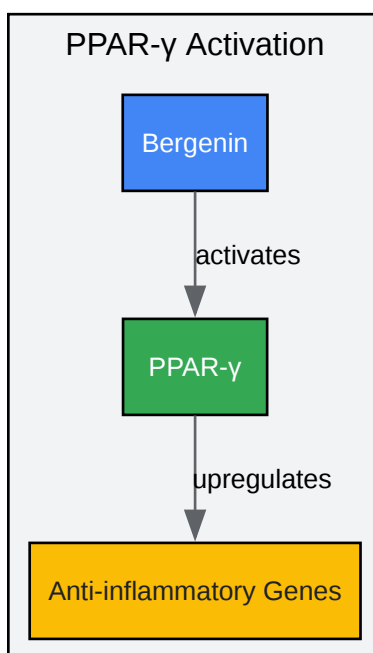 PPAR-γ Activation
Bergenin
activates
PPAR-γ
upregulates
Anti-inflammatory Genes